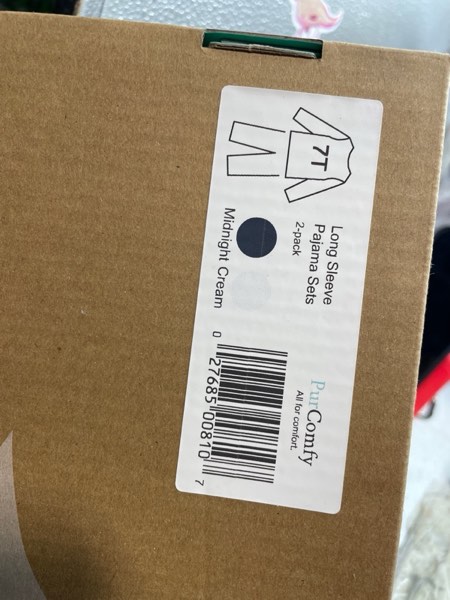 7T
Long Sleeve
Pajama Sets
2-pack
Midnight Cream
PurComfy
All for comfort.
0 27685 00810 7